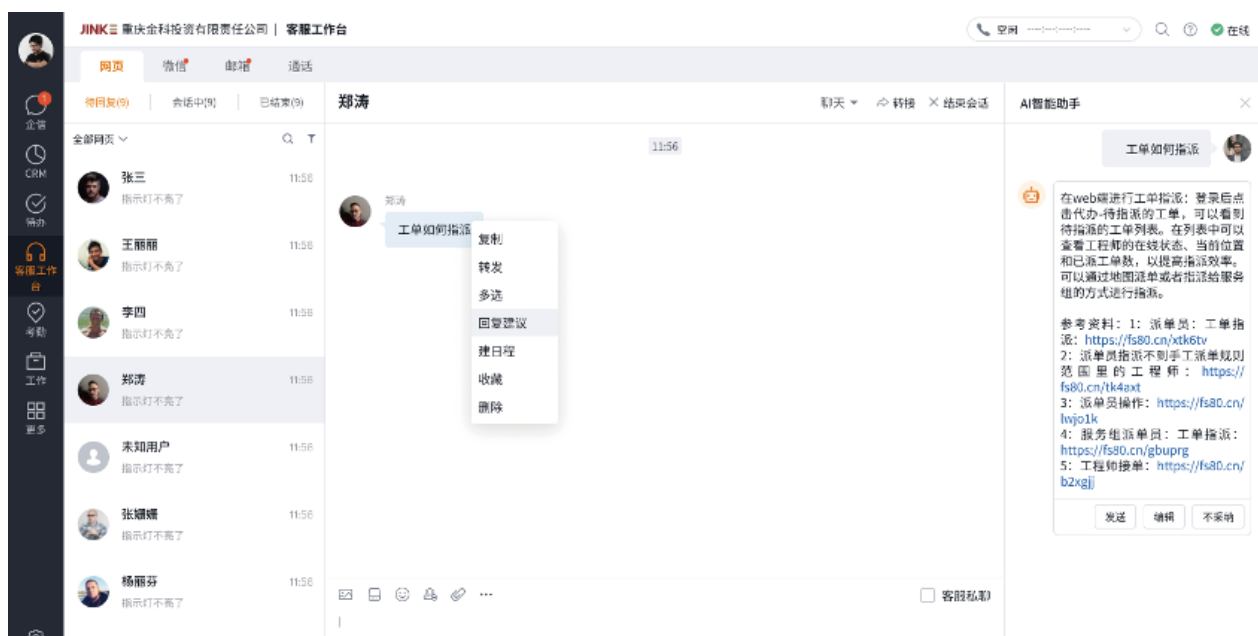 JINKE 重庆金科投资有限责任公司 | 客服工作台
空闲 --:--:--:--
在线
网页 微信 邮箱 通话
1
企信
CRM
待办
客服工作台
考勤
工作
更多
待回复(9) 会话中(9) 已结束(9)
全部网页
张三 11:56
指示灯不亮了
王丽丽 11:56
指示灯不亮了
李四 11:56
指示灯不亮了
郑涛 11:56
指示灯不亮了
未知用户 11:56
指示灯不亮了
张姗姗 11:56
指示灯不亮了
杨丽芬 11:56
指示灯不亮了
郑涛
聊天 转接 结束会话
11:56
郑涛
工单如何指派
复制
转发
多选
回复建议
建日程
收藏
删除
客服私聊
AI智能助手
工单如何指派
在web端进行工单指派：登录后点
击代办-待指派的工单，可以看到
待指派的工单列表。在列表中可以
查看工程师的在线状态、当前位置
和已派工单数，以提高指派效率。
可以通过地图派单或者指派给服务
组的方式进行指派。
参考资料：1：派单员：工单指
派：https://fs80.cn/xtk6tv
2：派单员指派不到手工派单规则
范围里的工程师：https://
fs80.cn/tk4axt
3：派单员操作：https://fs80.cn/
lwjo1k
4：服务组派单员：工单指派：
https://fs80.cn/gbuprg
5：工程师接单：https://fs80.cn/
b2xgjj
发送 编辑 不采纳